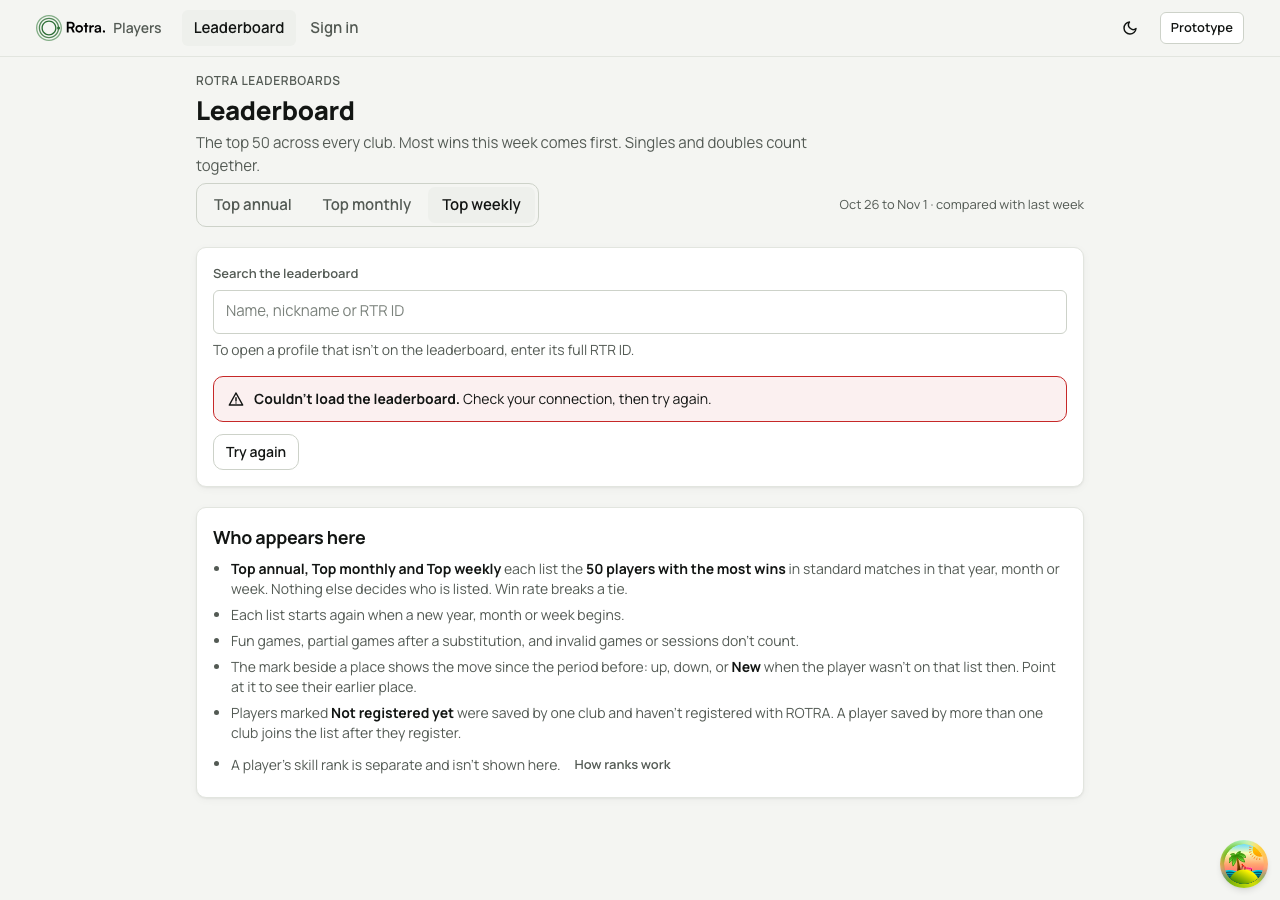 Rotra. Players Leaderboard Sign in Prototype
ROTRA LEADERBOARDS
Leaderboard
The top 50 across every club. Most wins this week comes first. Singles and doubles count
together.
Top annual Top monthly Top weekly Oct 26 to Nov 1 · compared with last week
Search the leaderboard
Name, nickname or RTR ID
To open a profile that isn't on the leaderboard, enter its full RTR ID.
Couldn't load the leaderboard. Check your connection, then try again.
Try again
Who appears here
• Top annual, Top monthly and Top weekly each list the 50 players with the most wins in standard matches in that year, month or
week. Nothing else decides who is listed. Win rate breaks a tie.
• Each list starts again when a new year, month or week begins.
• Fun games, partial games after a substitution, and invalid games or sessions don't count.
• The mark beside a place shows the move since the period before: up, down, or New when the player wasn't on that list then. Point
at it to see their earlier place.
• Players marked Not registered yet were saved by one club and haven't registered with ROTRA. A player saved by more than one
club joins the list after they register.
• A player's skill rank is separate and isn't shown here. How ranks work